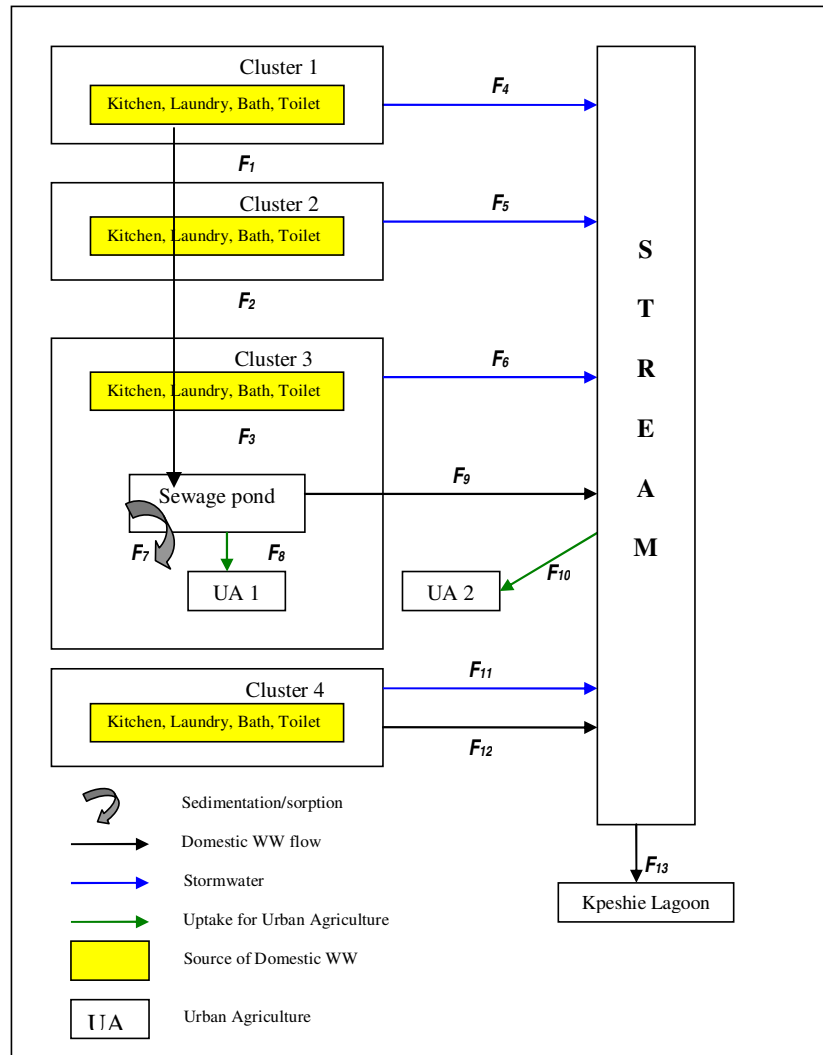 Cluster 1
Kitchen, Laundry, Bath, Toilet
F4
F1
Cluster 2
Kitchen, Laundry, Bath, Toilet
F5
F2
Cluster 3
Kitchen, Laundry, Bath, Toilet
F6
F3
Sewage pond
F9
F7
F8
UA 1
F10
UA 2
S
T
R
E
A
M
Cluster 4
Kitchen, Laundry, Bath, Toilet
F11
F12
F13
Kpeshie Lagoon
Sedimentation/sorption
Domestic WW flow
Stormwater
Uptake for Urban Agriculture
Source of Domestic WW
UA
Urban Agriculture